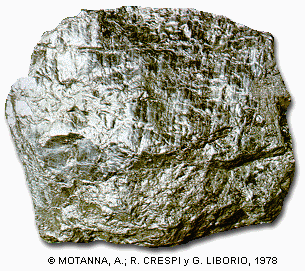 © MOTANNA, A.; R. CRESPI y G. LIBORIO, 1978